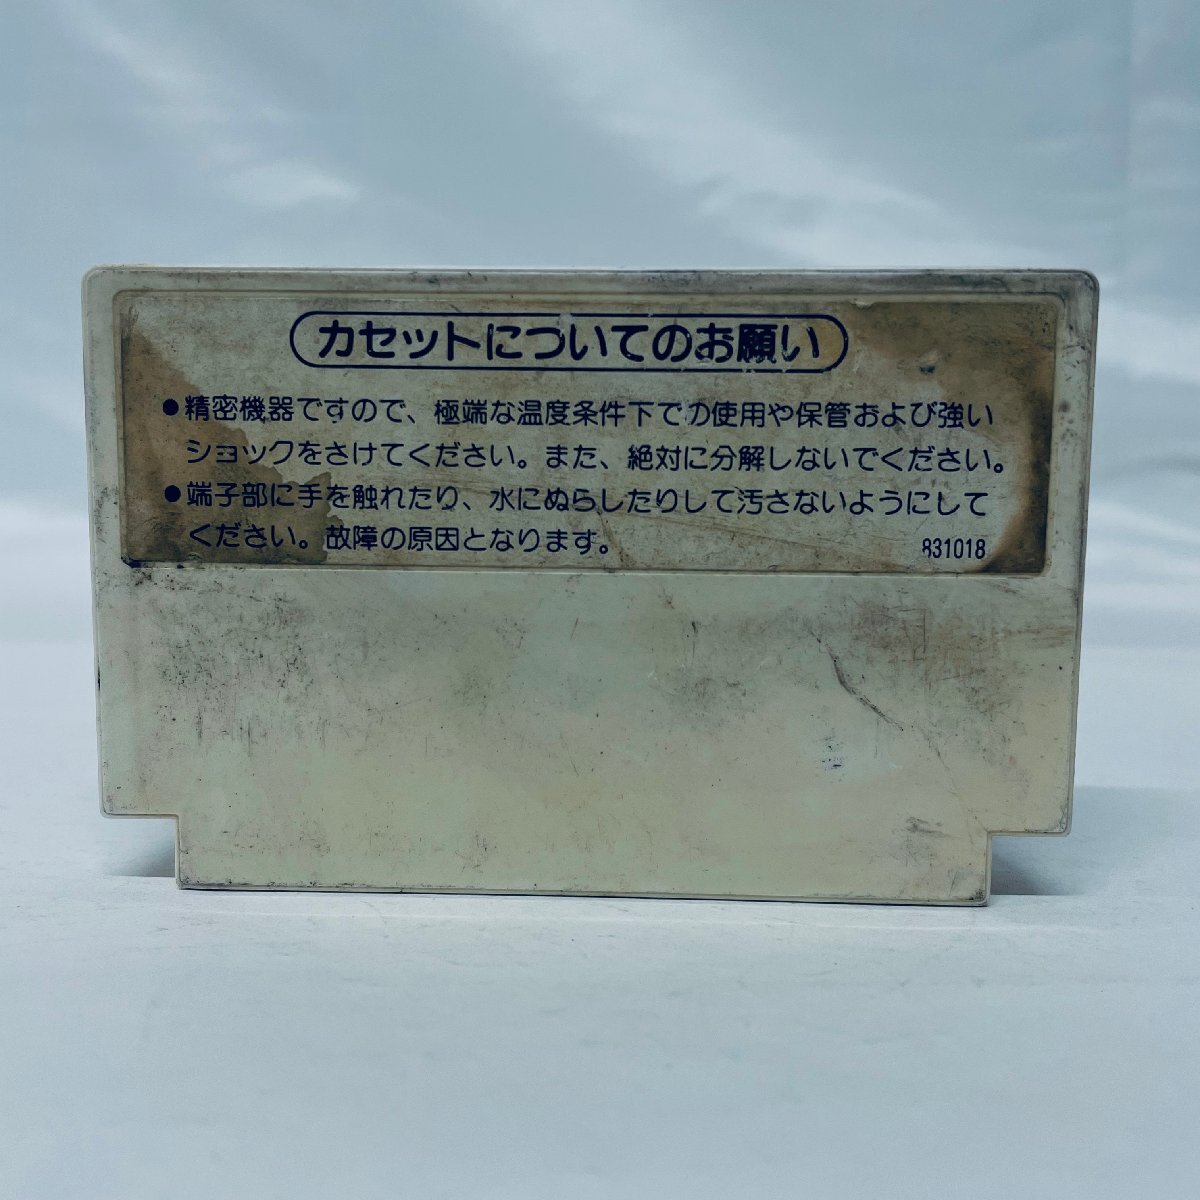 カセットについてのお願い
●精密機器ですので、極端な温度条件下での使用や保管および強い
ショックをさけてください。また、絶対に分解しないでください。
●端子部に手を触れたり、水にぬらしたりして汚さないようにして
ください。故障の原因となります。
831018